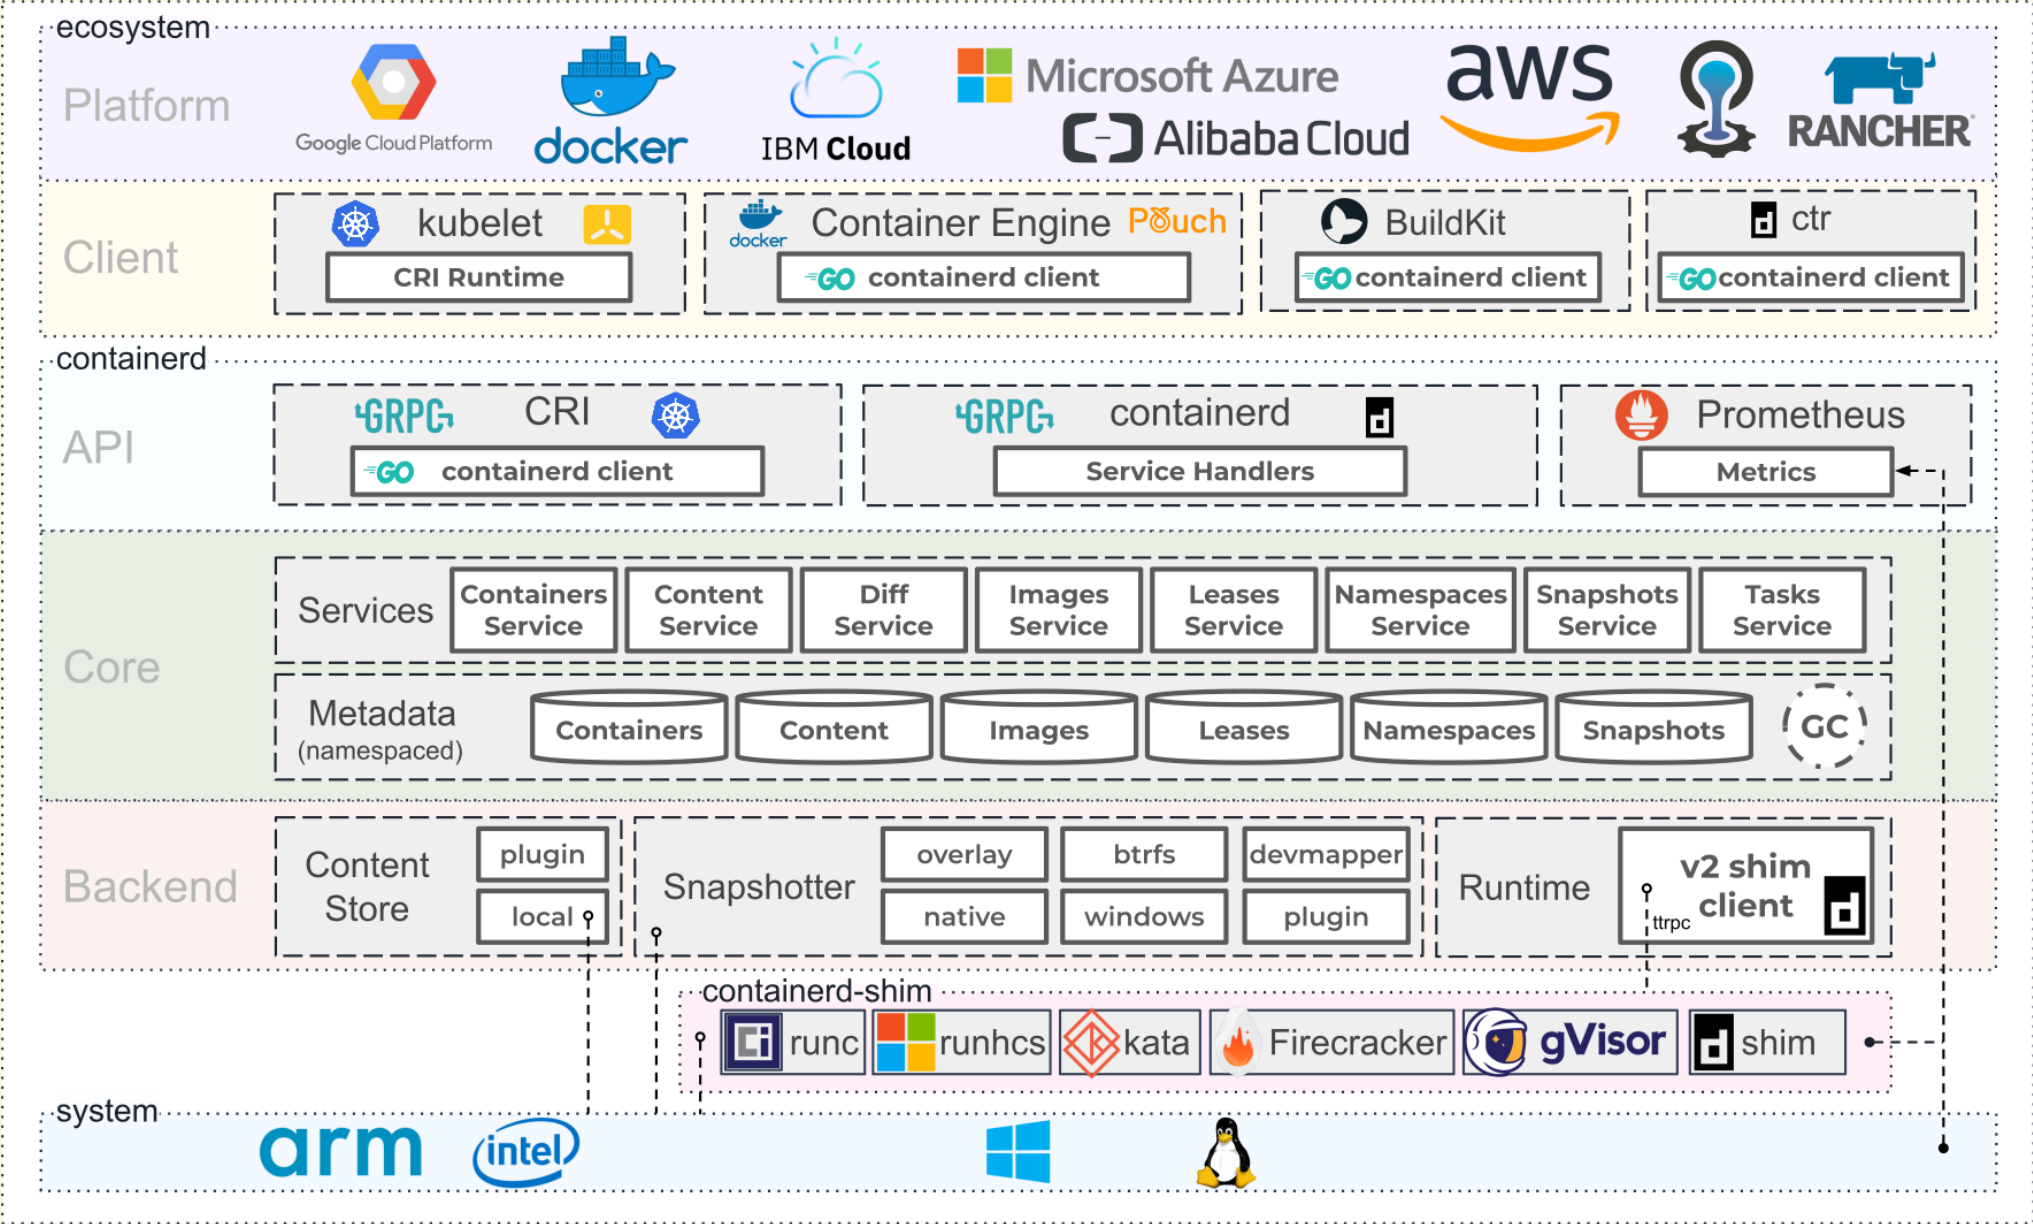 ecosystem
Platform
Google Cloud Platform
docker
IBM Cloud
Microsoft Azure
Alibaba Cloud
aws
RANCHER
Client
kubelet
CRI Runtime
docker
Container Engine
Pouch
GO containerd client
BuildKit
GO containerd client
d
ctr
GO containerd client
containerd
API
GRPC
CRI
GO containerd client
GRPC
containerd
d
Service Handlers
Prometheus
Metrics
Core
Services
Containers
Service
Content
Service
Diff
Service
Images
Service
Leases
Service
Namespaces
Service
Snapshots
Service
Tasks
Service
Metadata
(namespaced)
Containers
Content
Images
Leases
Namespaces
Snapshots
GC
Backend
Content
Store
plugin
local
Snapshotter
overlay
btrfs
devmapper
native
windows
plugin
Runtime
v2 shim
client
ttrpc
d
containerd-shim
Ci
runc
runhcs
kata
Firecracker
gVisor
d
shim
system
arm
intel